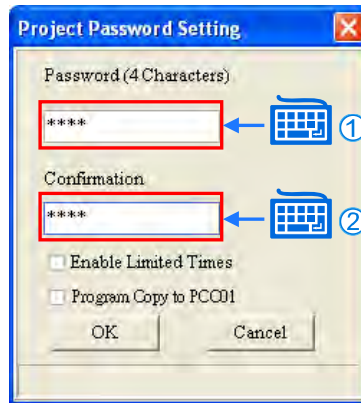 Project Password Setting
Password (4 Characters)
****
①
Confirmation
****
②
Enable Limited Times
Program Copy to PCC01
OK
Cancel